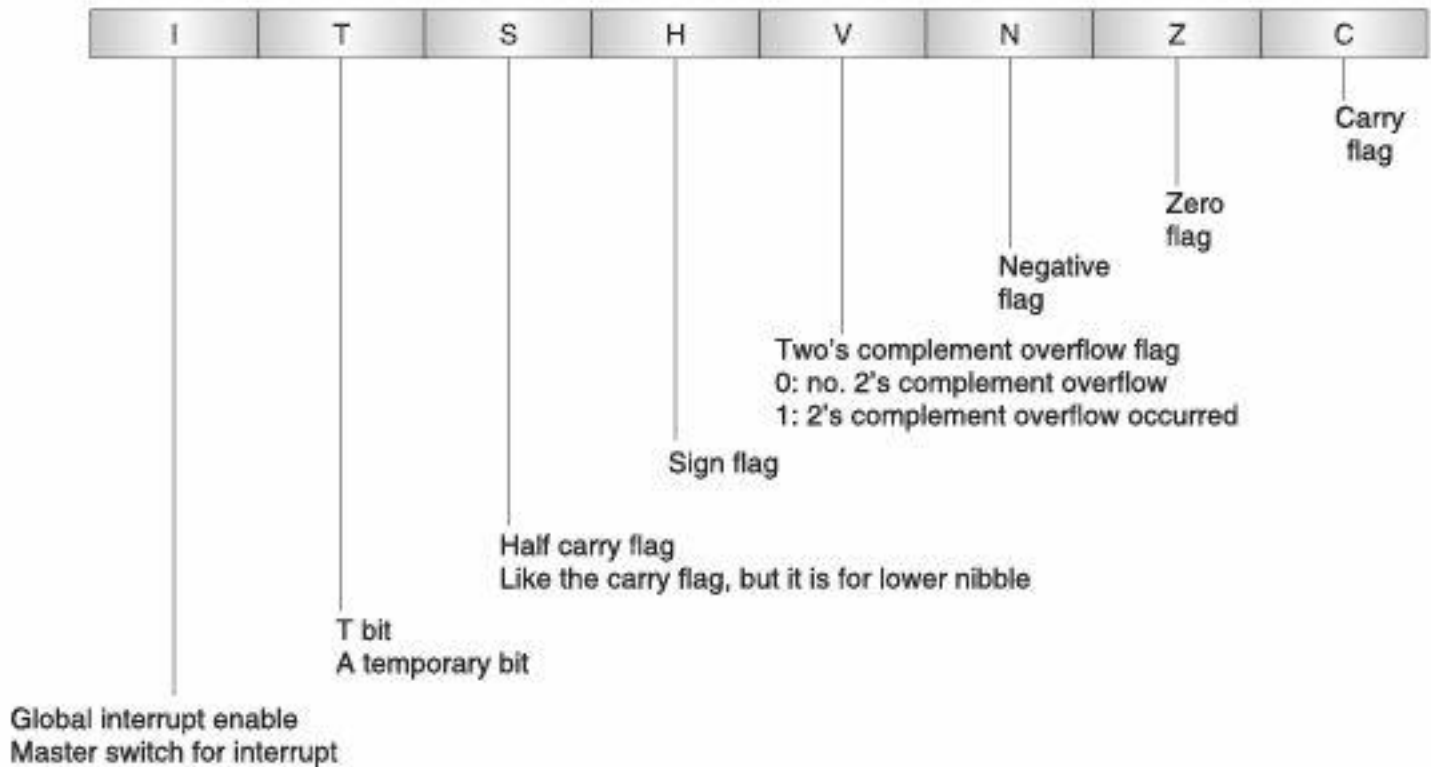 I T S H V N Z C
Carry
flag
Zero
flag
Negative
flag
Two's complement overflow flag
0: no. 2's complement overflow
1: 2's complement overflow occurred
Sign flag
Half carry flag
Like the carry flag, but it is for lower nibble
T bit
A temporary bit
Global interrupt enable
Master switch for interrupt